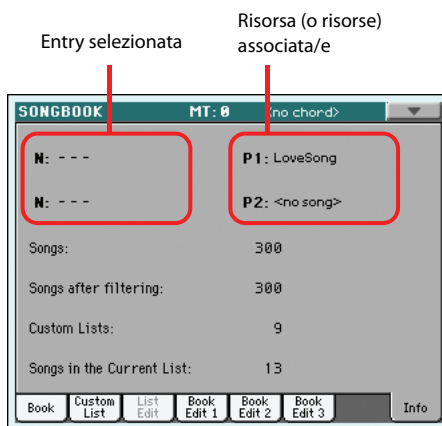 Entry selezionata
Risorsa (o risorse)
associata/e
SONGBOOK MT: 0 <no chord>
N: - - - P1: LoveSong
N: - - - P2: <no song>
Songs: 300
Songs after filtering: 300
Custom Lists: 9
Songs in the Current List: 13
Book Custom List List Edit Book Edit 1 Book Edit 2 Book Edit 3 Info